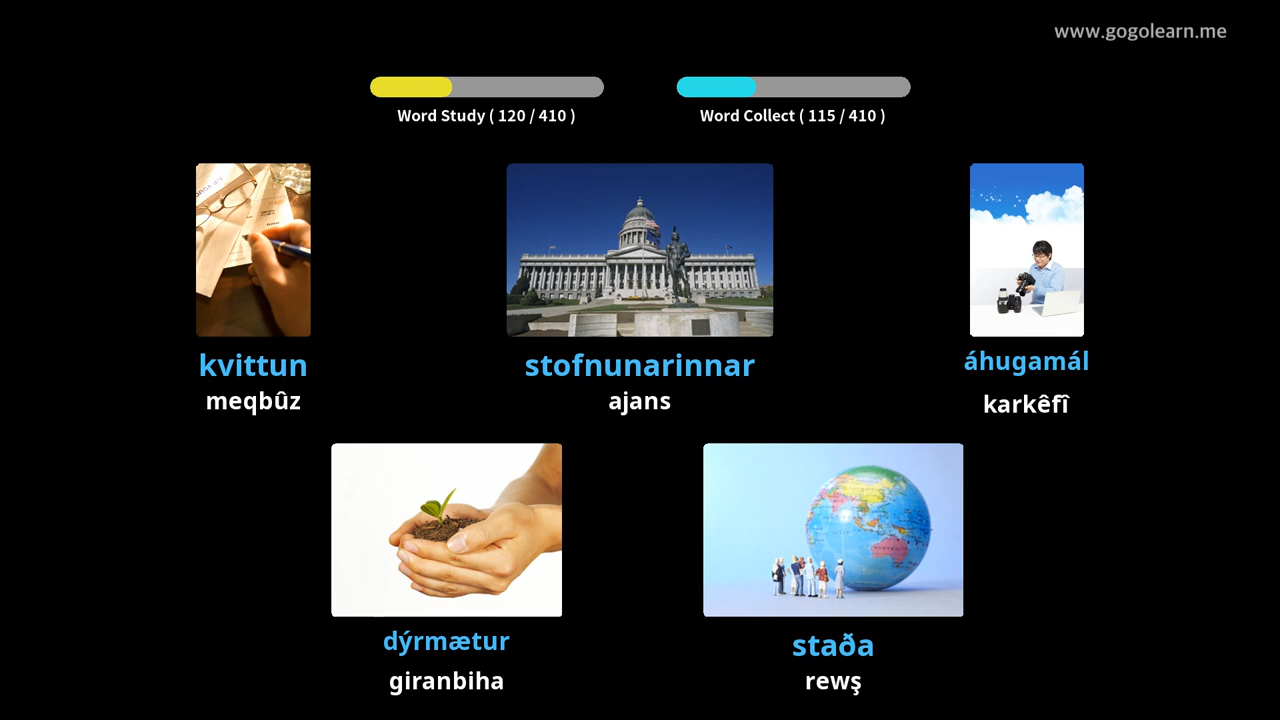 www.gogolearn.me
Word Study ( 120 / 410 )
Word Collect ( 115 / 410 )
kvittun
meqbûz
stofnunarinnar
ajans
áhugamál
karkêfî
dýrmætur
giranbiha
staða
rewş